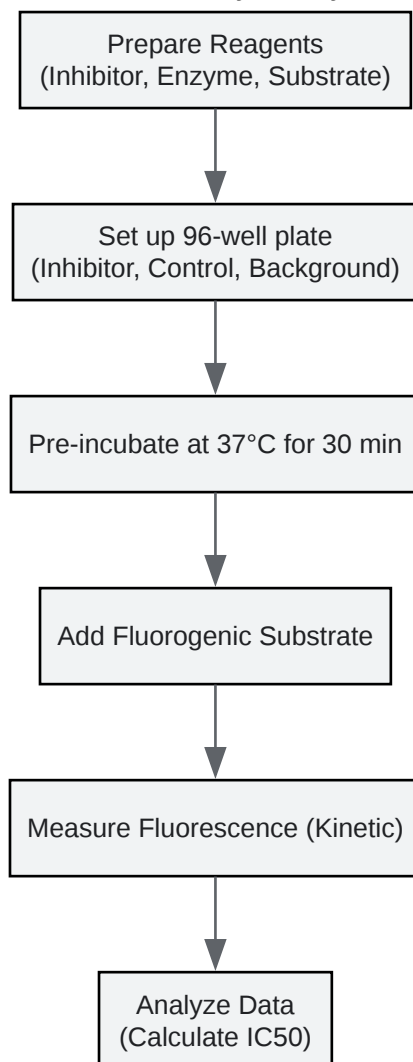 Prepare Reagents
(Inhibitor, Enzyme, Substrate)
Set up 96-well plate
(Inhibitor, Control, Background)
Pre-incubate at 37°C for 30 min
Add Fluorogenic Substrate
Measure Fluorescence (Kinetic)
Analyze Data
(Calculate IC50)